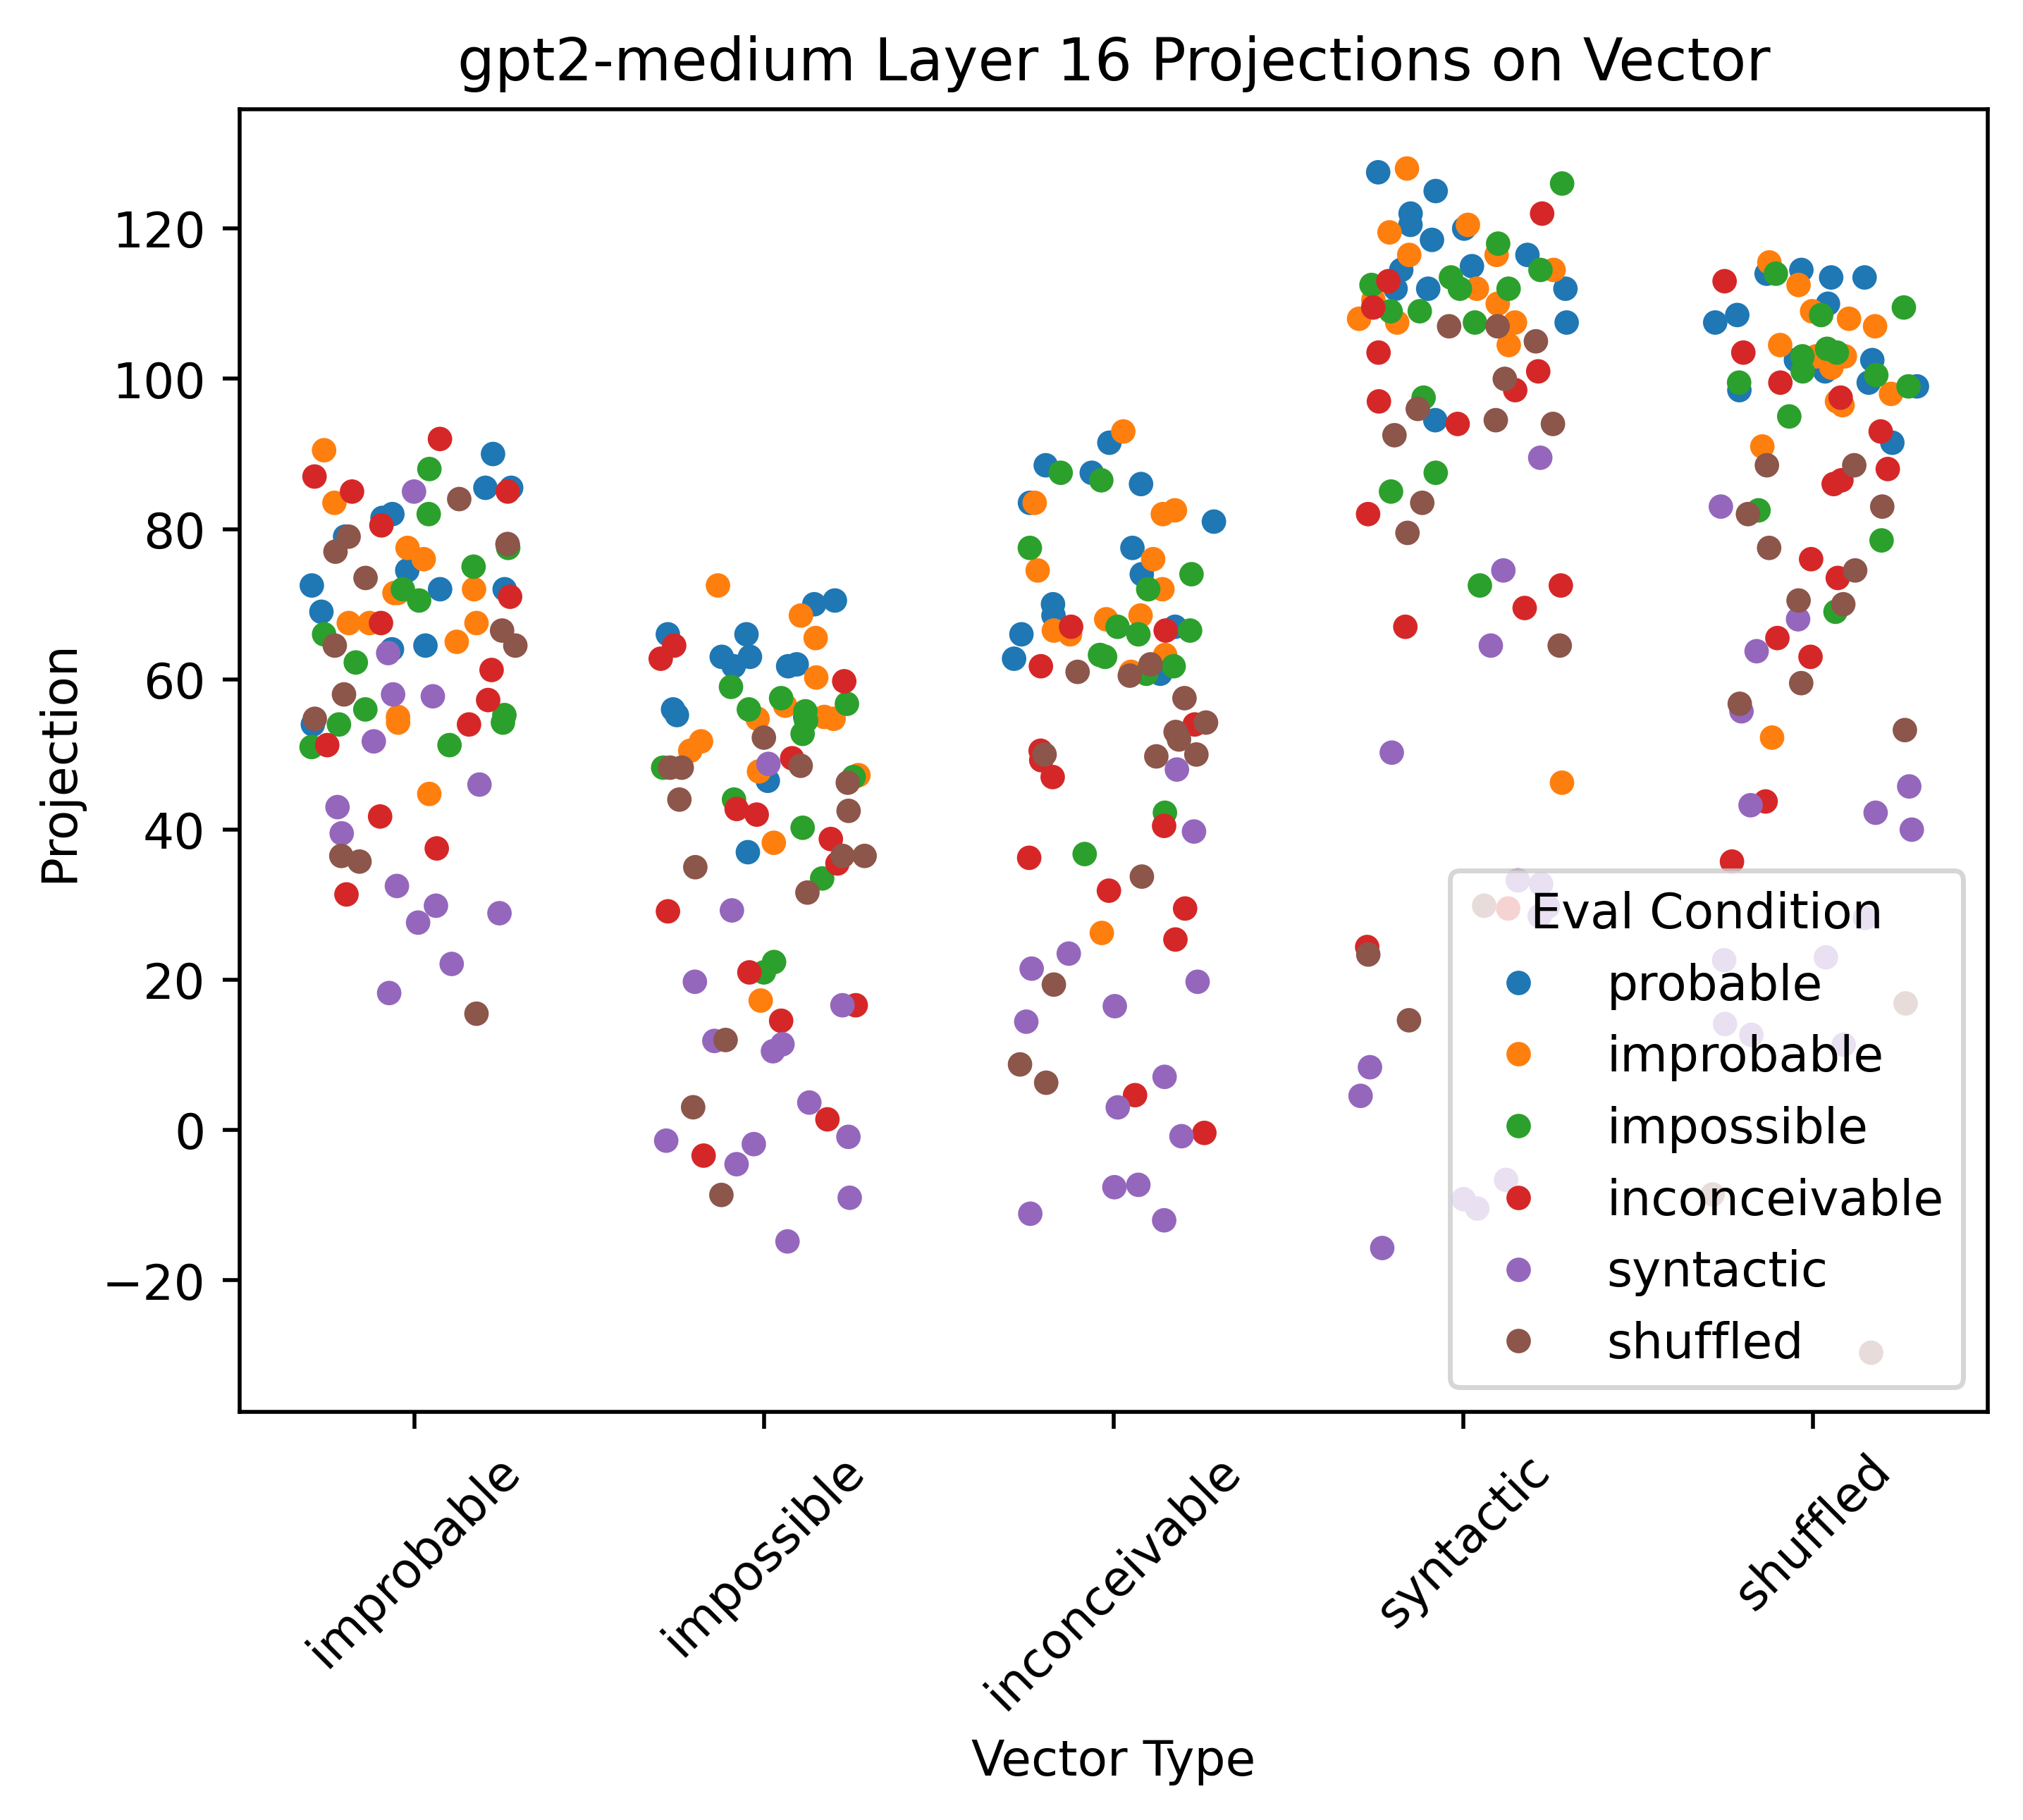 gpt2-medium Layer 16 Projections on Vector
Projection
120
100
80
60
40
20
0
−20
Eval Condition
probable
improbable
impossible
inconceivable
syntactic
shuffled
improbable
impossible
inconceivable
syntactic
shuffled
Vector Type